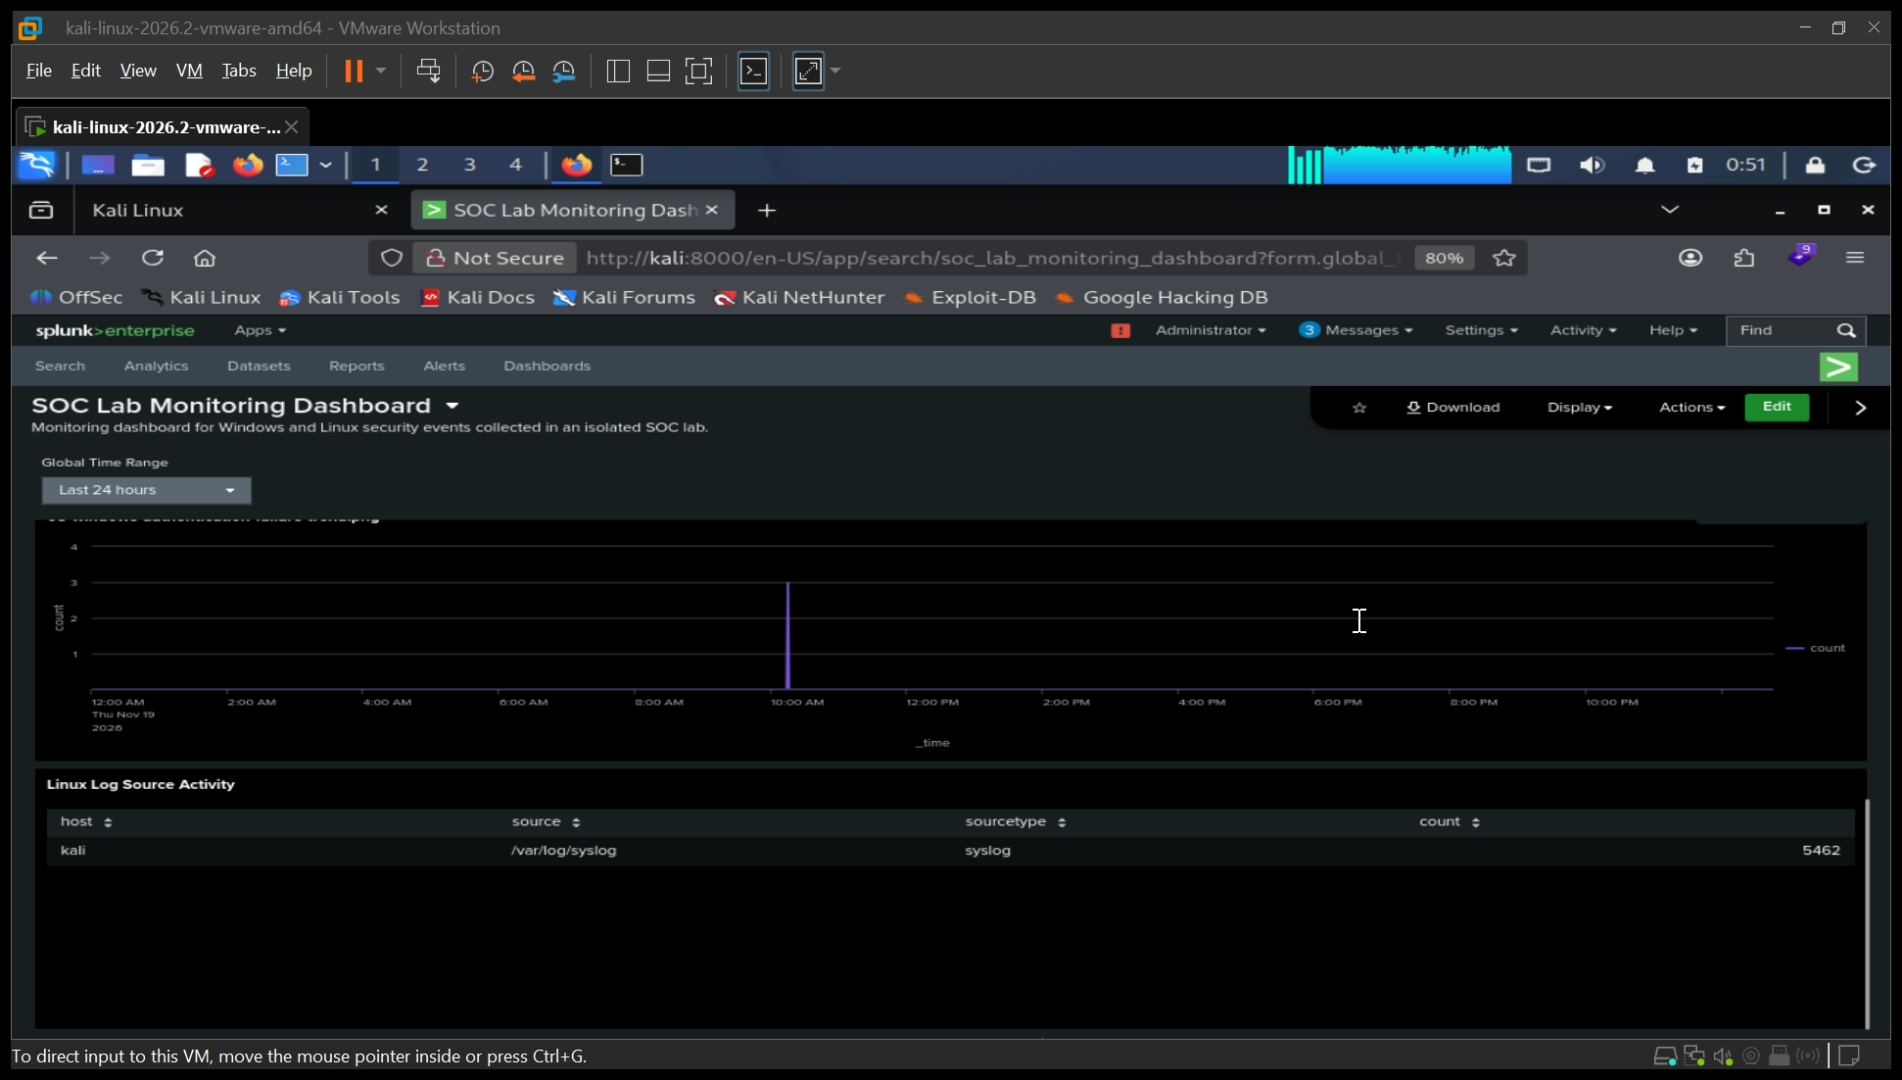 kali-linux-2026.2-vmware-amd64 - VMware Workstation
File Edit View VM Tabs Help
kali-linux-2026.2-vmware-...
1 2 3 4 0:51
Kali Linux SOC Lab Monitoring Dash
Not Secure http://kali:8000/en-US/app/search/soc_lab_monitoring_dashboard?form.global_ 80% 9
OffSec Kali Linux Kali Tools Kali Docs Kali Forums Kali NetHunter Exploit-DB Google Hacking DB
splunk>enterprise Apps ! Administrator 3 Messages Settings Activity Help Find
Search Analytics Datasets Reports Alerts Dashboards
SOC Lab Monitoring Dashboard Download Display Actions Edit
Monitoring dashboard for Windows and Linux security events collected in an isolated SOC lab.
Global Time Range
Last 24 hours
4
3
2
1
count
count
12:00 AM 2:00 AM 4:00 AM 6:00 AM 8:00 AM 10:00 AM 12:00 PM 2:00 PM 4:00 PM 6:00 PM 8:00 PM 10:00 PM
Thu Nov 19
2026
_time
Linux Log Source Activity
host source sourcetype count
kali /var/log/syslog syslog 5462
To direct input to this VM, move the mouse pointer inside or press Ctrl+G.